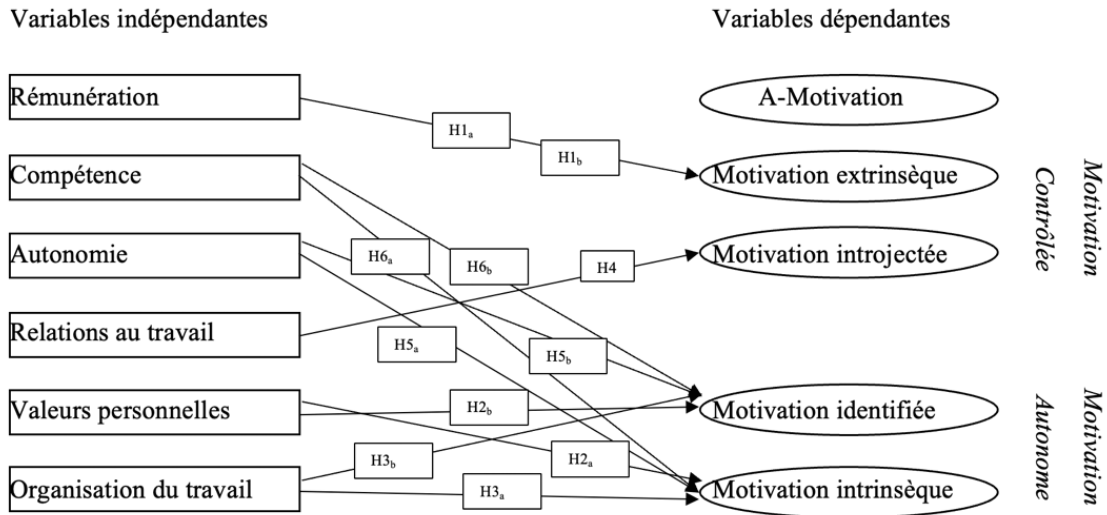 Variables indépendantes
Variables dépendantes
Rémunération
A-Motivation
H1a
H1b
Compétence
Motivation extrinsèque
Autonomie
H6a
H6b
H4
Motivation introjectée
Contrôlée
Motivation
Relations au travail
H5a
H5b
Valeurs personnelles
H2b
Motivation identifiée
H3b
H2a
Organisation du travail
H3a
Motivation intrinsèque
Autonome
Motivation